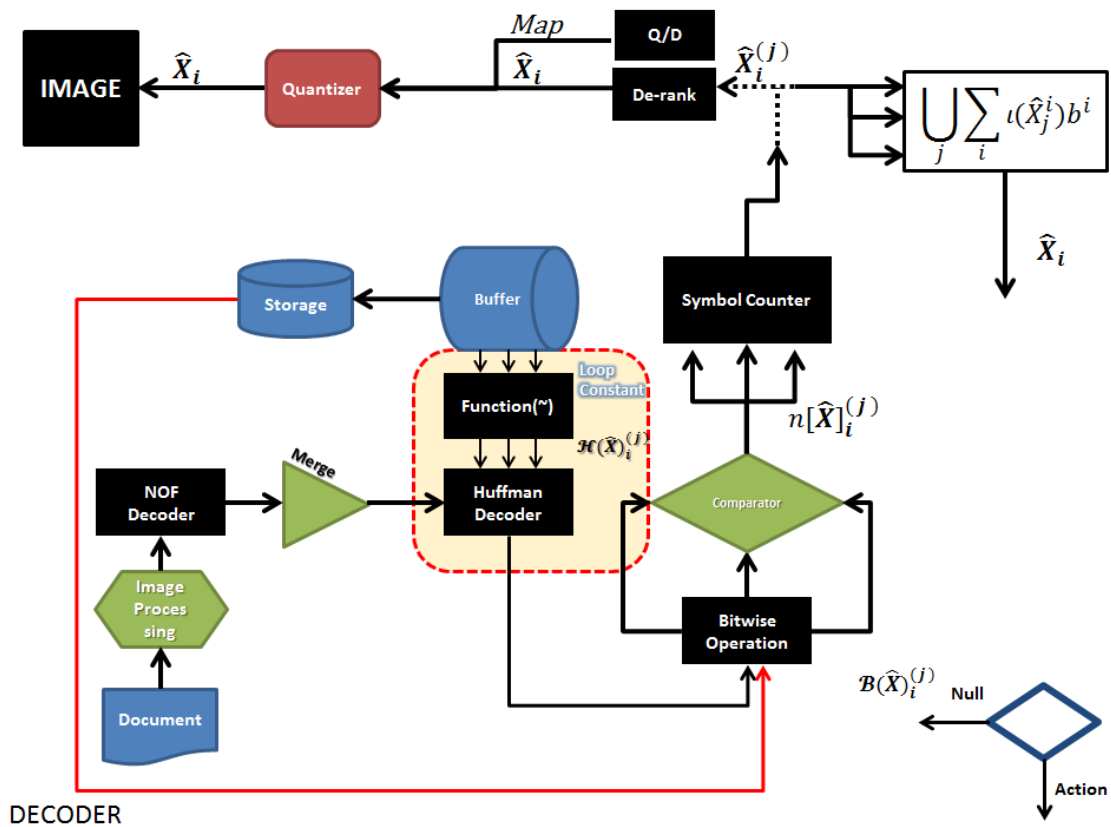 Map
Q/D
IMAGE
X̂ᵢ
Quantizer
X̂ᵢ
De-rank
X̂ᵢ⁽ʲ⁾
⋃ⱼ ∑ᵢ ι(X̂ⱼⁱ)bⁱ
X̂ᵢ
Storage
Buffer
Symbol Counter
Loop
Constant
Function(~)
n[X̂]ᵢ⁽ʲ⁾
ℋ(X̂)ᵢ⁽ʲ⁾
Merge
NOF
Decoder
Huffman
Decoder
Comparator
Image
Proces
sing
Bitwise
Operation
Document
ℬ(X̂)ᵢ⁽ʲ⁾
Null
Action
DECODER